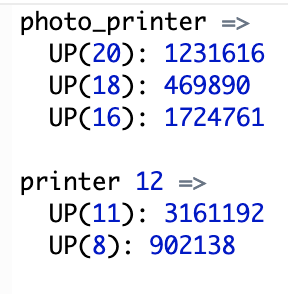 photo_printer =>
UP(20): 1231616
UP(18): 469890
UP(16): 1724761
printer 12 =>
UP(11): 3161192
UP(8): 902138